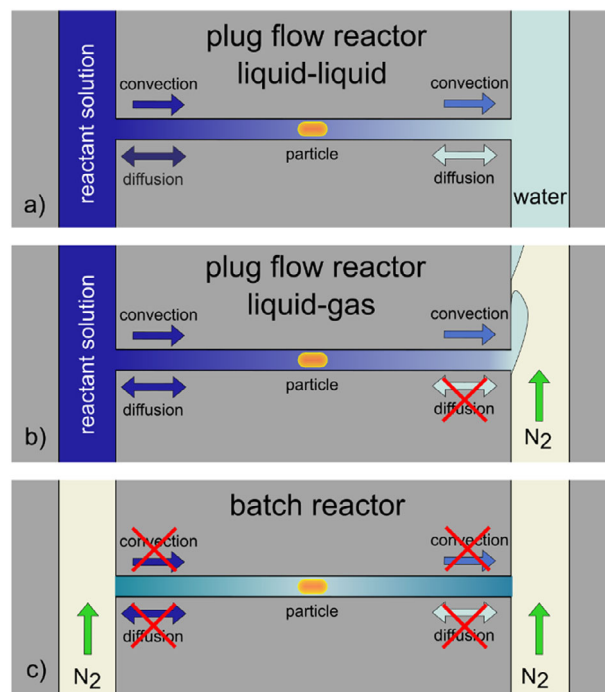 plug flow reactor
liquid-liquid
reactant solution
convection
convection
particle
diffusion
diffusion
water
a)
plug flow reactor
liquid-gas
reactant solution
convection
convection
particle
diffusion
diffusion
N2
b)
batch reactor
convection
convection
particle
diffusion
diffusion
N2
N2
c)